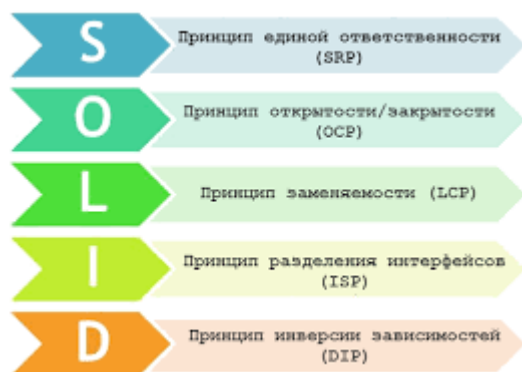 S
Принцип единой ответственности
(SRP)
O
Принцип открытости/закрытости
(OCP)
L
Принцип заменяемости (LCP)
I
Принцип разделения интерфейсов
(ISP)
D
Принцип инверсии зависимостей
(DIP)